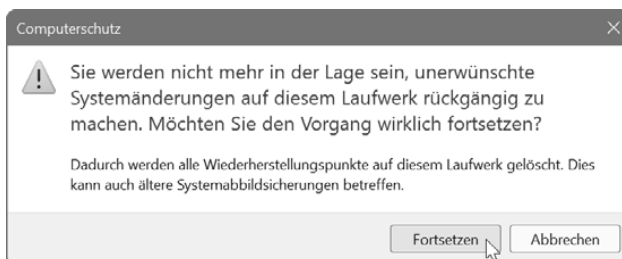 Computerschutz
Sie werden nicht mehr in der Lage sein, unerwünschte
Systemänderungen auf diesem Laufwerk rückgängig zu
machen. Möchten Sie den Vorgang wirklich fortsetzen?
Dadurch werden alle Wiederherstellungspunkte auf diesem Laufwerk gelöscht. Dies
kann auch ältere Systemabbildsicherungen betreffen.
Fortsetzen Abbrechen